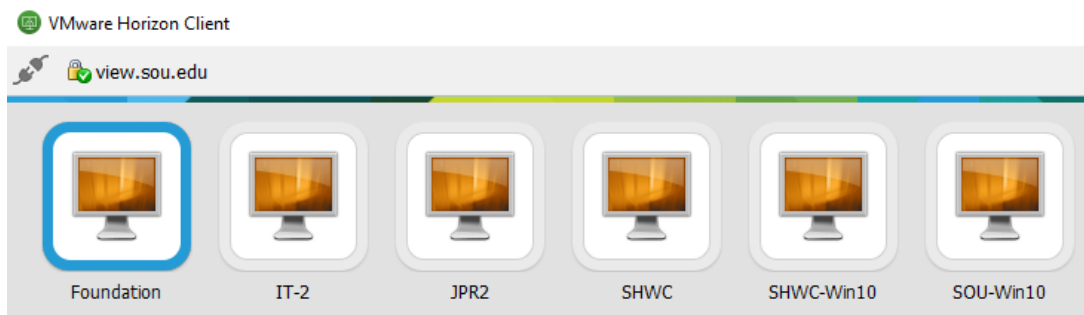 VMware Horizon Client
view.sou.edu
Foundation IT-2 JPR2 SHWC SHWC-Win10 SOU-Win10